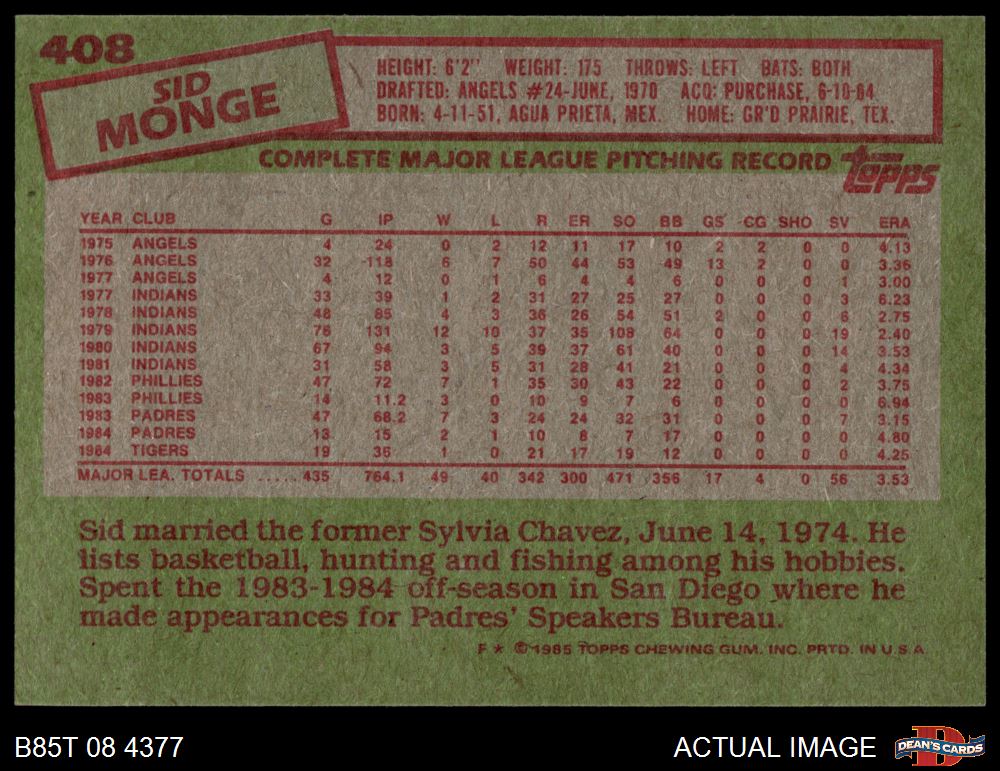 408
SID
MONGE
HEIGHT: 6'2" WEIGHT: 175 THROWS: LEFT BATS: BOTH
DRAFTED: ANGELS #24-JUNE, 1970 ACQ: PURCHASE, 6-10-84
BORN: 4-11-51, AGUA PRIETA, MEX. HOME: GR'D PRAIRIE, TEX.
COMPLETE MAJOR LEAGUE PITCHING RECORD topps
YEAR CLUB G IP W L R ER SO BB GS CG SHO SV ERA
1975 ANGELS 4 24 0 2 12 11 17 10 2 2 0 0 4.13
1976 ANGELS 32 118 6 7 50 44 53 49 13 2 0 0 3.36
1977 ANGELS 4 12 0 1 6 4 4 6 0 0 0 1 3.00
1977 INDIANS 33 39 1 2 31 27 25 27 0 0 0 3 6.23
1978 INDIANS 48 85 4 3 36 26 54 51 2 0 0 6 2.75
1979 INDIANS 76 131 12 10 37 35 108 64 0 0 0 19 2.40
1980 INDIANS 67 94 3 5 39 37 61 40 0 0 0 14 3.53
1981 INDIANS 31 58 3 5 31 28 41 21 0 0 0 4 4.34
1982 PHILLIES 47 72 7 1 35 30 43 22 0 0 0 2 3.75
1983 PHILLIES 14 11.2 3 0 10 9 7 6 0 0 0 0 6.94
1983 PADRES 47 68.2 7 3 24 24 32 31 0 0 0 7 3.15
1984 PADRES 13 15 2 1 10 8 7 17 0 0 0 0 4.80
1984 TIGERS 19 36 1 0 21 17 19 12 0 0 0 0 4.25
MAJOR LEA. TOTALS ..... 435 764.1 49 40 342 300 471 356 17 4 0 56 3.53
Sid married the former Sylvia Chavez, June 14, 1974. He
lists basketball, hunting and fishing among his hobbies.
Spent the 1983-1984 off-season in San Diego where he
made appearances for Padres' Speakers Bureau.
F ★ © 1985 TOPPS CHEWING GUM, INC. PRTD. IN U.S.A.
B85T 08 4377
ACTUAL IMAGE
DEAN'S CARDS